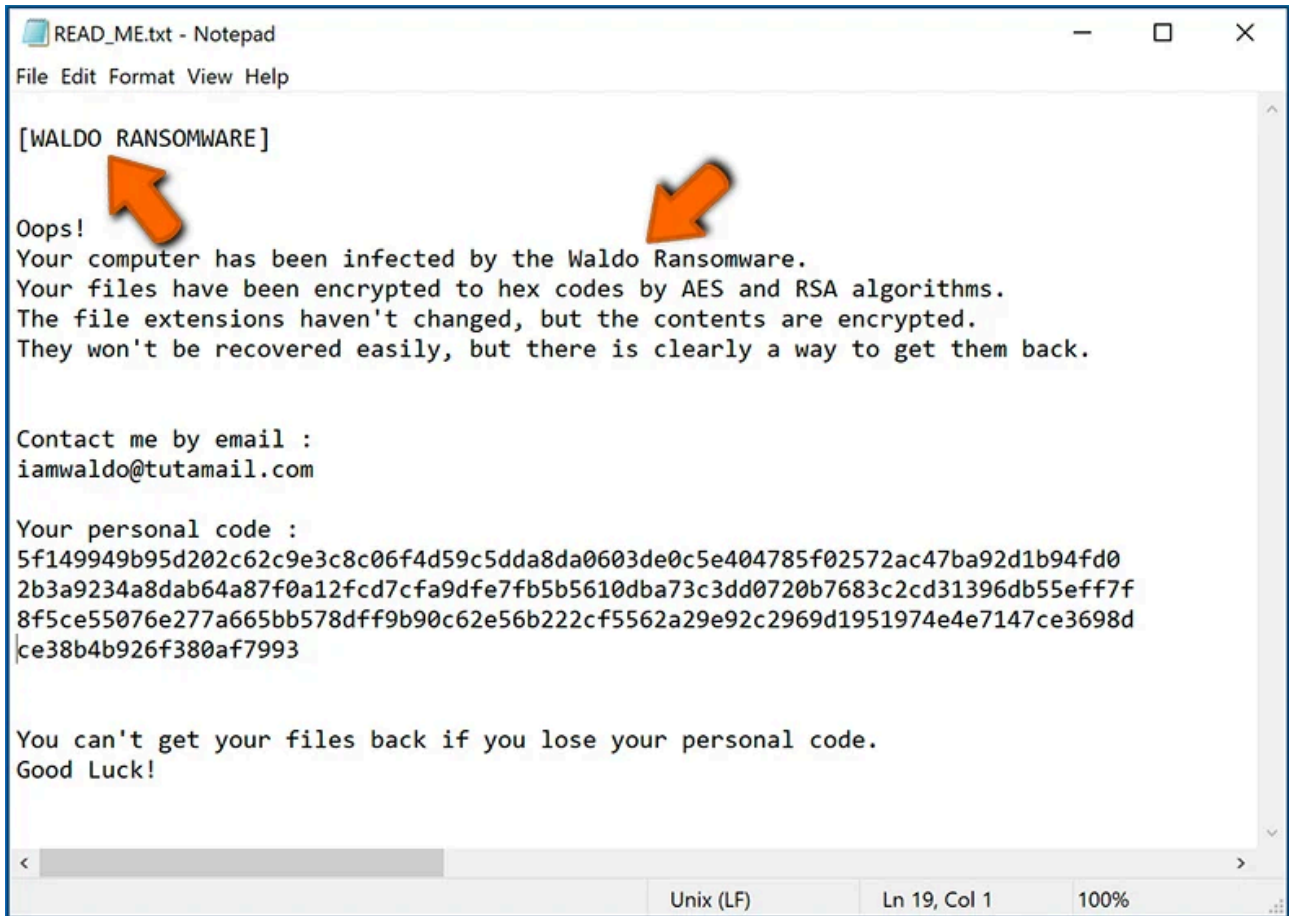 READ_ME.txt - Notepad
File Edit Format View Help
[WALDO RANSOMWARE]
Oops!
Your computer has been infected by the Waldo Ransomware.
Your files have been encrypted to hex codes by AES and RSA algorithms.
The file extensions haven't changed, but the contents are encrypted.
They won't be recovered easily, but there is clearly a way to get them back.
Contact me by email :
iamwaldo@tutamail.com
Your personal code :
5f149949b95d202c62c9e3c8c06f4d59c5dda8da0603de0c5e404785f02572ac47ba92d1b94fd0
2b3a9234a8dab64a87f0a12fcd7cfa9dfe7fb5b5610dba73c3dd0720b7683c2cd31396db55eff7f
8f5ce55076e277a665bb578dff9b90c62e56b222cf5562a29e92c2969d1951974e4e7147ce3698d
ce38b4b926f380af7993
You can't get your files back if you lose your personal code.
Good Luck!
Unix (LF) Ln 19, Col 1 100%